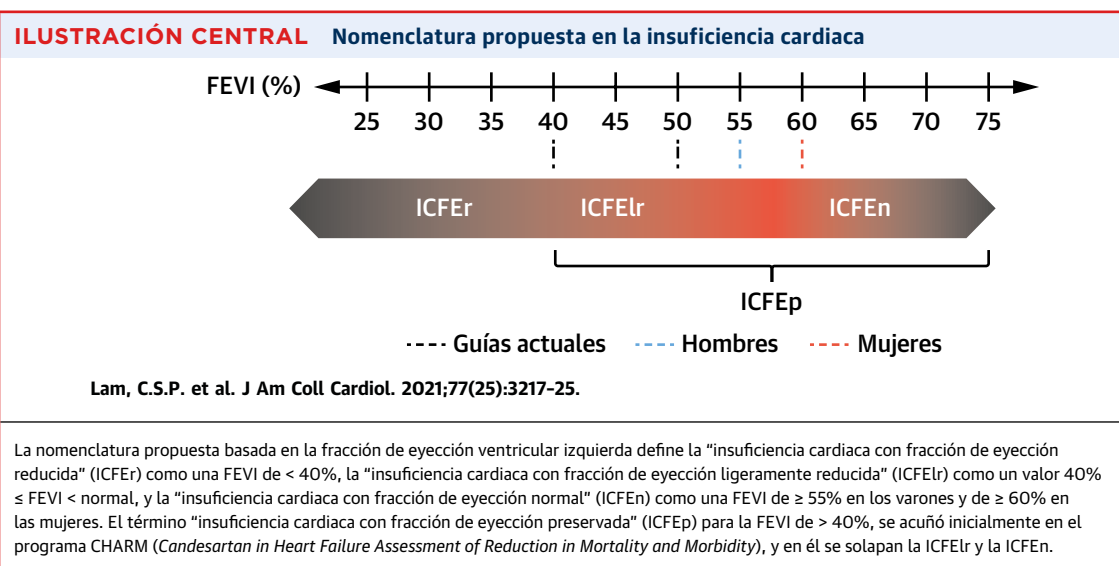 ILUSTRACIÓN CENTRAL Nomenclatura propuesta en la insuficiencia cardiaca
FEVI (%)
25 30 35 40 45 50 55 60 65 70 75
ICFEr ICFElr ICFEn
ICFEp
Guías actuales Hombres Mujeres
Lam, C.S.P. et al. J Am Coll Cardiol. 2021;77(25):3217-25.
La nomenclatura propuesta basada en la fracción de eyección ventricular izquierda define la “insuficiencia cardiaca con fracción de eyección
reducida” (ICFEr) como una FEVI de < 40%, la “insuficiencia cardiaca con fracción de eyección ligeramente reducida” (ICFElr) como un valor 40%
≤ FEVI < normal, y la “insuficiencia cardiaca con fracción de eyección normal” (ICFEn) como una FEVI de ≥ 55% en los varones y de ≥ 60% en
las mujeres. El término “insuficiencia cardiaca con fracción de eyección preservada” (ICFEp) para la FEVI de > 40%, se acuñó inicialmente en el
programa CHARM (Candesartan in Heart Failure Assessment of Reduction in Mortality and Morbidity), y en él se solapan la ICFElr y la ICFEn.